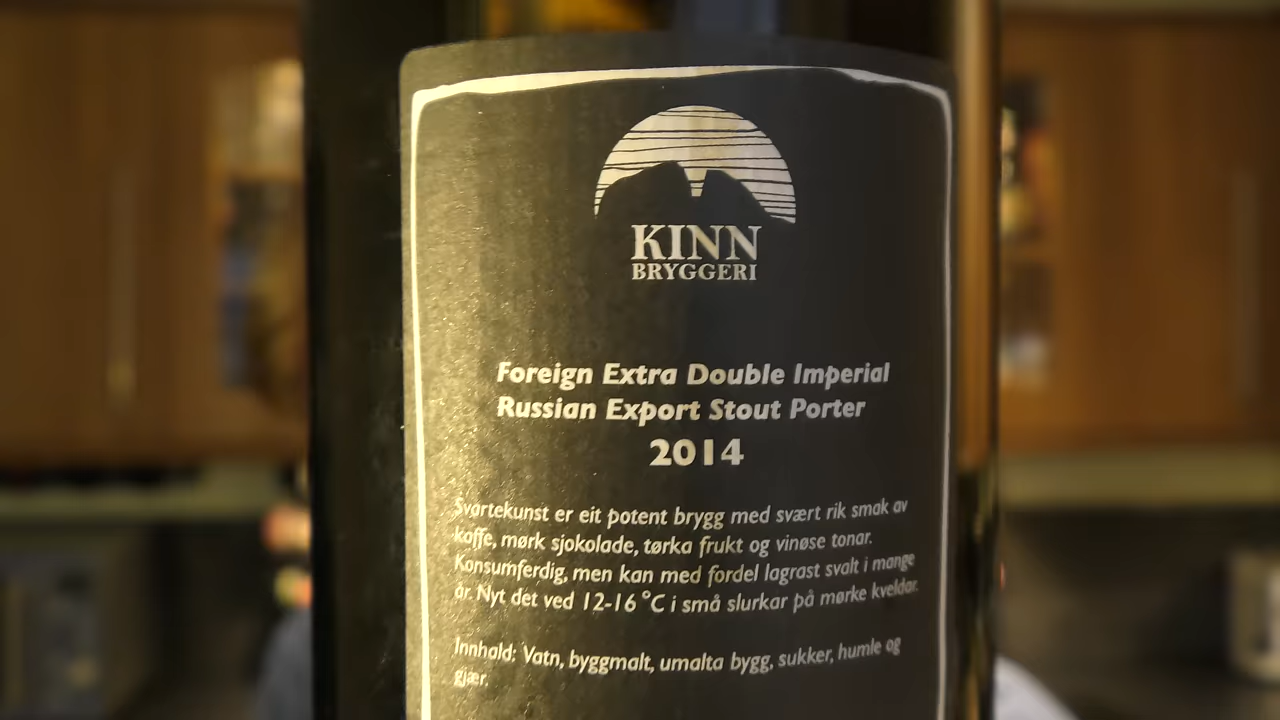 KINN
BRYGGERI
Foreign Extra Double Imperial
Russian Export Stout Porter
2014
Svartekunst er eit potent brygg med svært rik smak av
koffe, mørk sjokolade, tørka frukt og vinøse tonar.
Konsumferdig, men kan med fordel lagrast svalt i mange
år. Nyt det ved 12-16 °C i små slurkar på mørke kveldar.
Innhald: Vatn, byggmalt, umalta bygg, sukker, humle og
gjær.